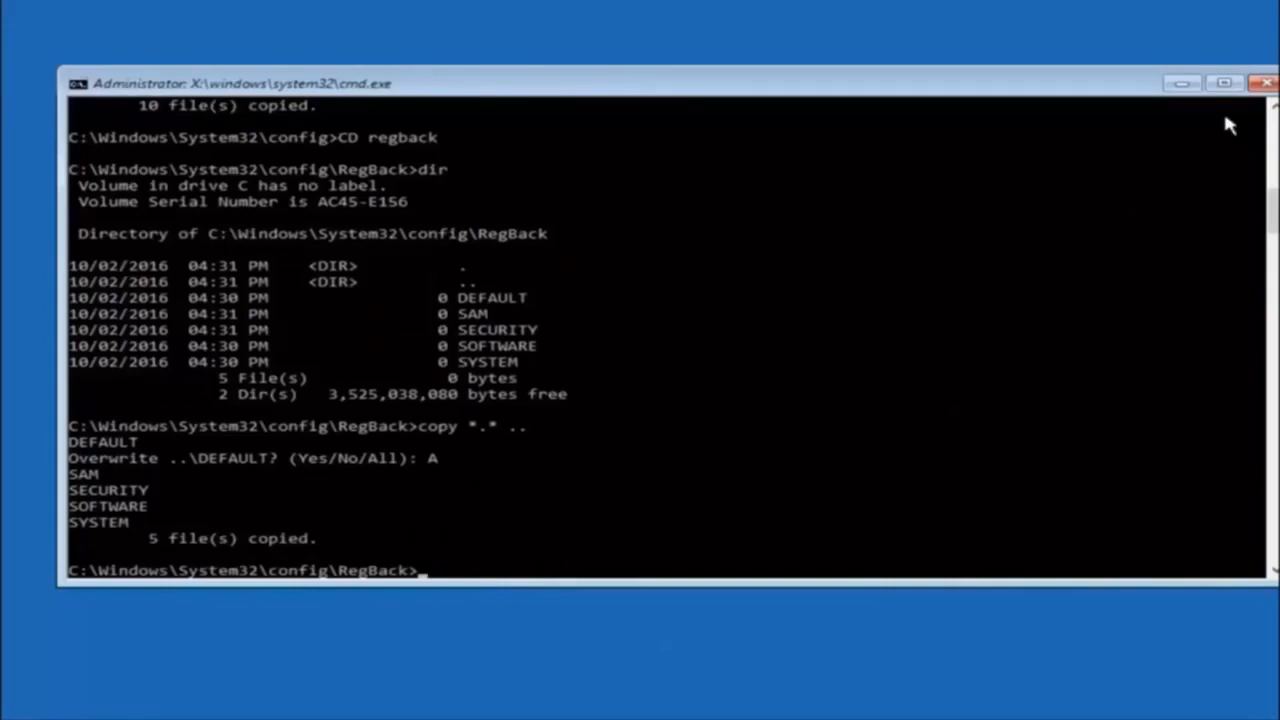 Administrator: X:\windows\system32\cmd.exe
10 file(s) copied.
C:\Windows\System32\config>CD regback
C:\Windows\System32\config\RegBack>dir
Volume in drive C has no label.
Volume Serial Number is AC45-E156
Directory of C:\Windows\System32\config\RegBack
10/02/2016 04:31 PM <DIR> .
10/02/2016 04:31 PM <DIR> ..
10/02/2016 04:30 PM 0 DEFAULT
10/02/2016 04:31 PM 0 SAM
10/02/2016 04:31 PM 0 SECURITY
10/02/2016 04:30 PM 0 SOFTWARE
10/02/2016 04:30 PM 0 SYSTEM
5 File(s) 0 bytes
2 Dir(s) 3,525,038,080 bytes free
C:\Windows\System32\config\RegBack>copy *.* ..
DEFAULT
Overwrite ..\DEFAULT? (Yes/No/All): A
SAM
SECURITY
SOFTWARE
SYSTEM
5 file(s) copied.
C:\Windows\System32\config\RegBack>_